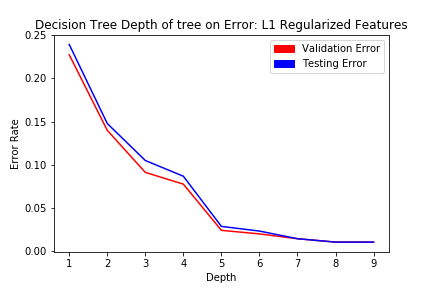 Decision Tree Depth of tree on Error: L1 Regularized Features
Validation Error
Testing Error
Error Rate
0.25
0.20
0.15
0.10
0.05
0.00
1 2 3 4 5 6 7 8 9
Depth